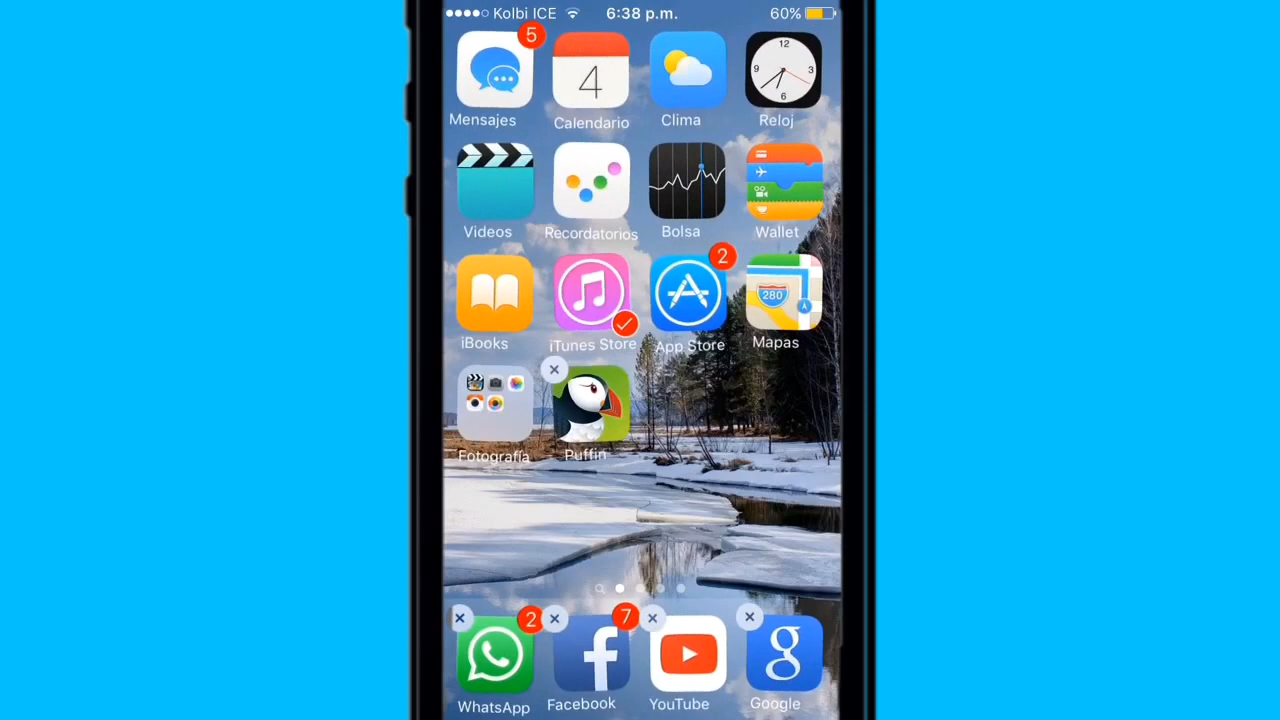 Kolbi ICE 6:38 p.m. 60%
5
4
12
9 3
6
Mensajes Calendario Clima Reloj
Videos Recordatorios Bolsa Wallet
2
280
iBooks iTunes Store App Store Mapas
Fotografía Puffin
2 7
f g
WhatsApp Facebook YouTube Google